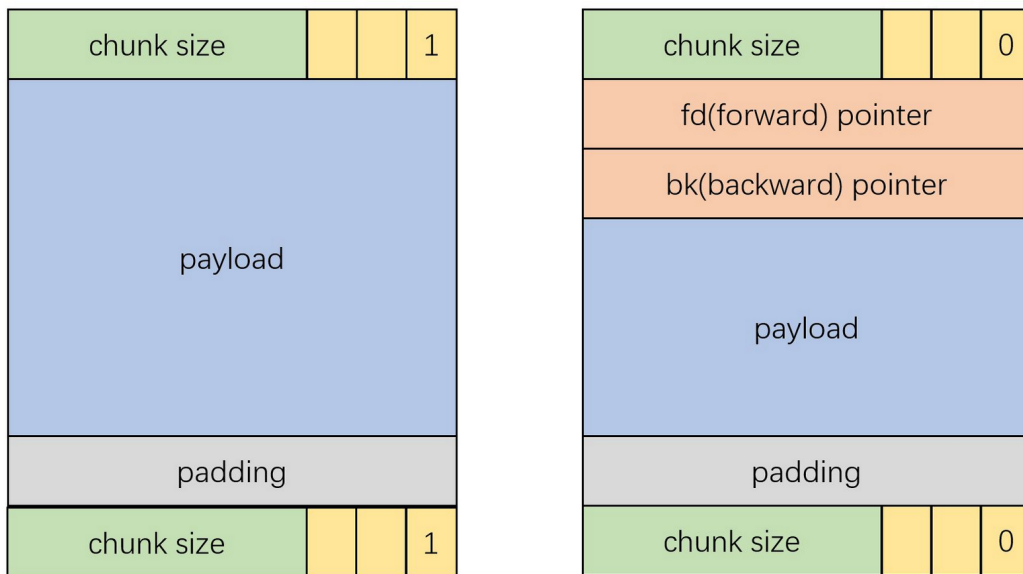 chunk size 1
payload
padding
chunk size 1
chunk size 0
fd(forward) pointer
bk(backward) pointer
payload
padding
chunk size 0